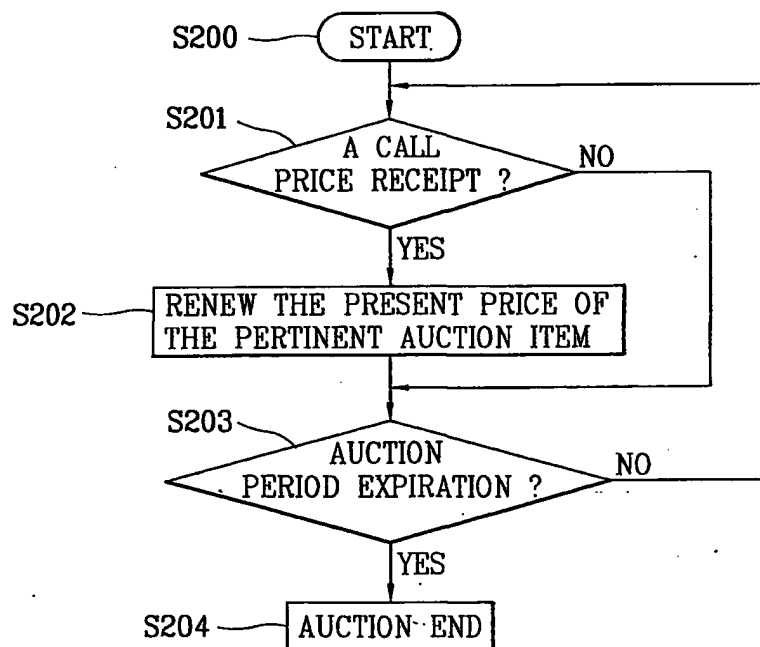 S200
START
S201
A CALL
PRICE RECEIPT ?
NO
YES
S202
RENEW THE PRESENT PRICE OF
THE PERTINENT AUCTION ITEM
S203
AUCTION
PERIOD EXPIRATION ?
NO
YES
S204
AUCTION END